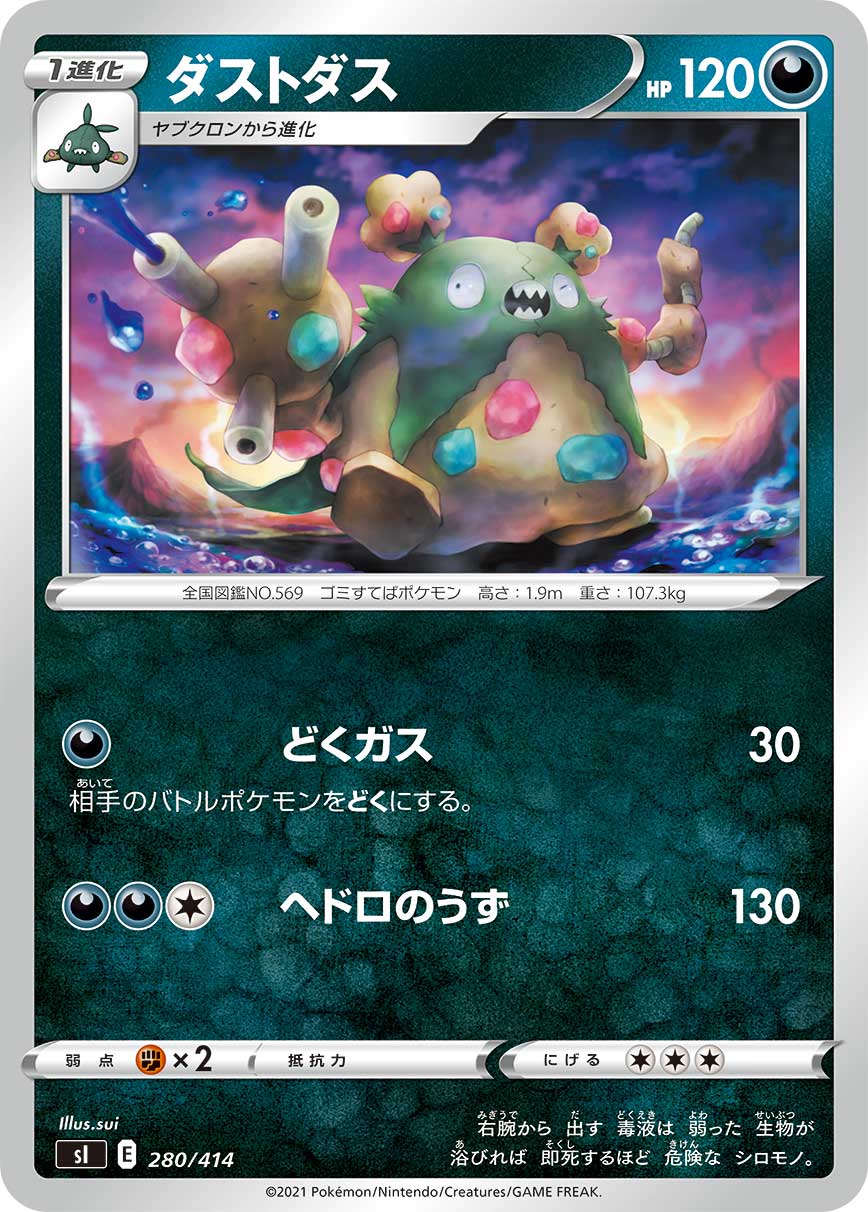 1進化
ダストダス
HP 120
ヤブクロンから進化
全国図鑑NO.569 ゴミすてばポケモン 高さ:1.9m 重さ:107.3kg
どくガス 30
あいて
相手のバトルポケモンをどくにする。
ヘドロのうず 130
弱点 ×2 抵抗力 にげる
Illus.sui
みぎうで だ どくえき よわ せいぶつ
右腕から 出す 毒液は 弱った 生物が
あ そくし きけん
浴びれば 即死するほど 危険な シロモノ。
sI E 280/414
©2021 Pokémon/Nintendo/Creatures/GAME FREAK.